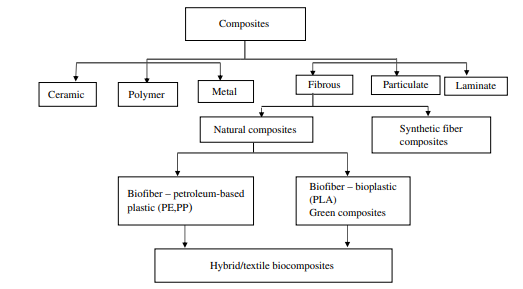 Composites
Ceramic
Polymer
Metal
Fibrous
Particulate
Laminate
Natural composites
Synthetic fiber
composites
Biofiber – petroleum-based
plastic (PE,PP)
Biofiber – bioplastic
(PLA)
Green composites
Hybrid/textile biocomposites